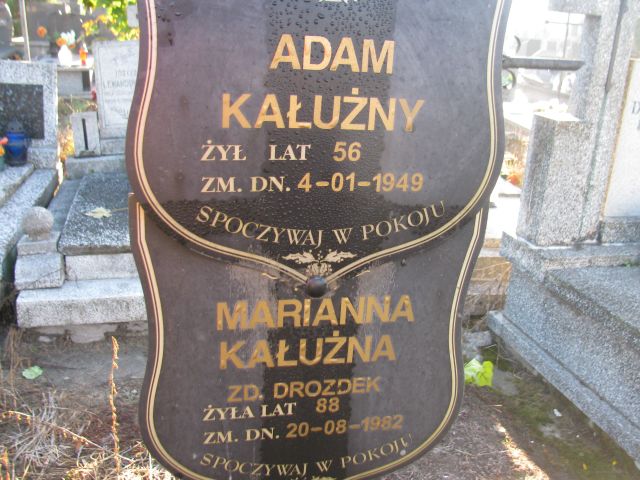 ADAM
KAŁUŻNY
ŻYŁ LAT 56
ZM. DN. 4-01-1949
SPOCZYWAJ W POKOJU
MARIANNA
KAŁUŻNA
ZD. DROZDEK
ŻYŁA LAT 88
ZM. DN. 20-08-1982
SPOCZYWAJ W POKOJU